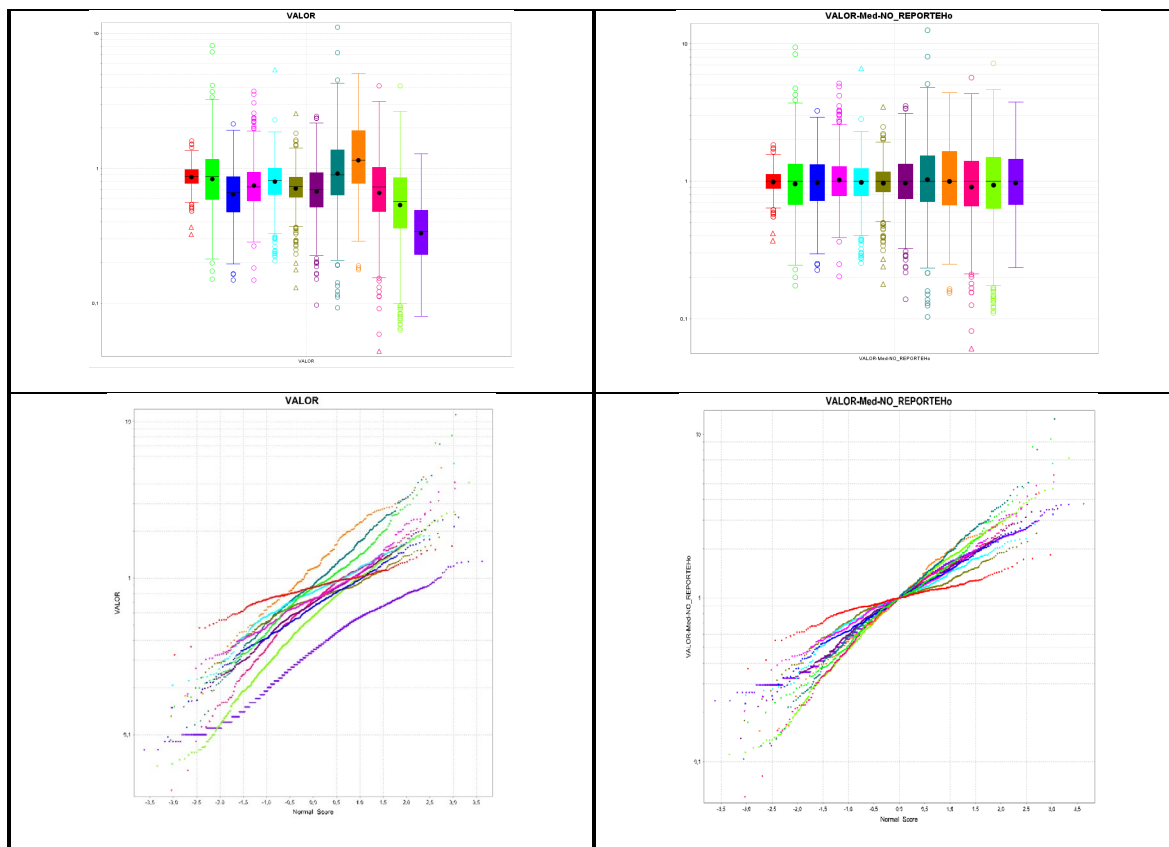 VALOR
10
1
0.1
VALOR
VALOR-Med-NO_REPORTEHo
10
1
0.1
VALOR-Med-NO_REPORTEHo
VALOR
10
1
0,1
VALOR
-3,5 -3,0 -2,5 -2,0 -1,5 -1,0 -0,5 0,0 0,5 1,0 1,5 2,0 2,5 3,0 3,5
Normal Score
VALOR-Med-NO_REPORTEHo
10
1
0,1
VALOR-Med-NO_REPORTEHo
-3,5 -3,0 -2,5 -2,0 -1,5 -1,0 -0,5 0,0 0,5 1,0 1,5 2,0 2,5 3,0 3,5
Normal Score